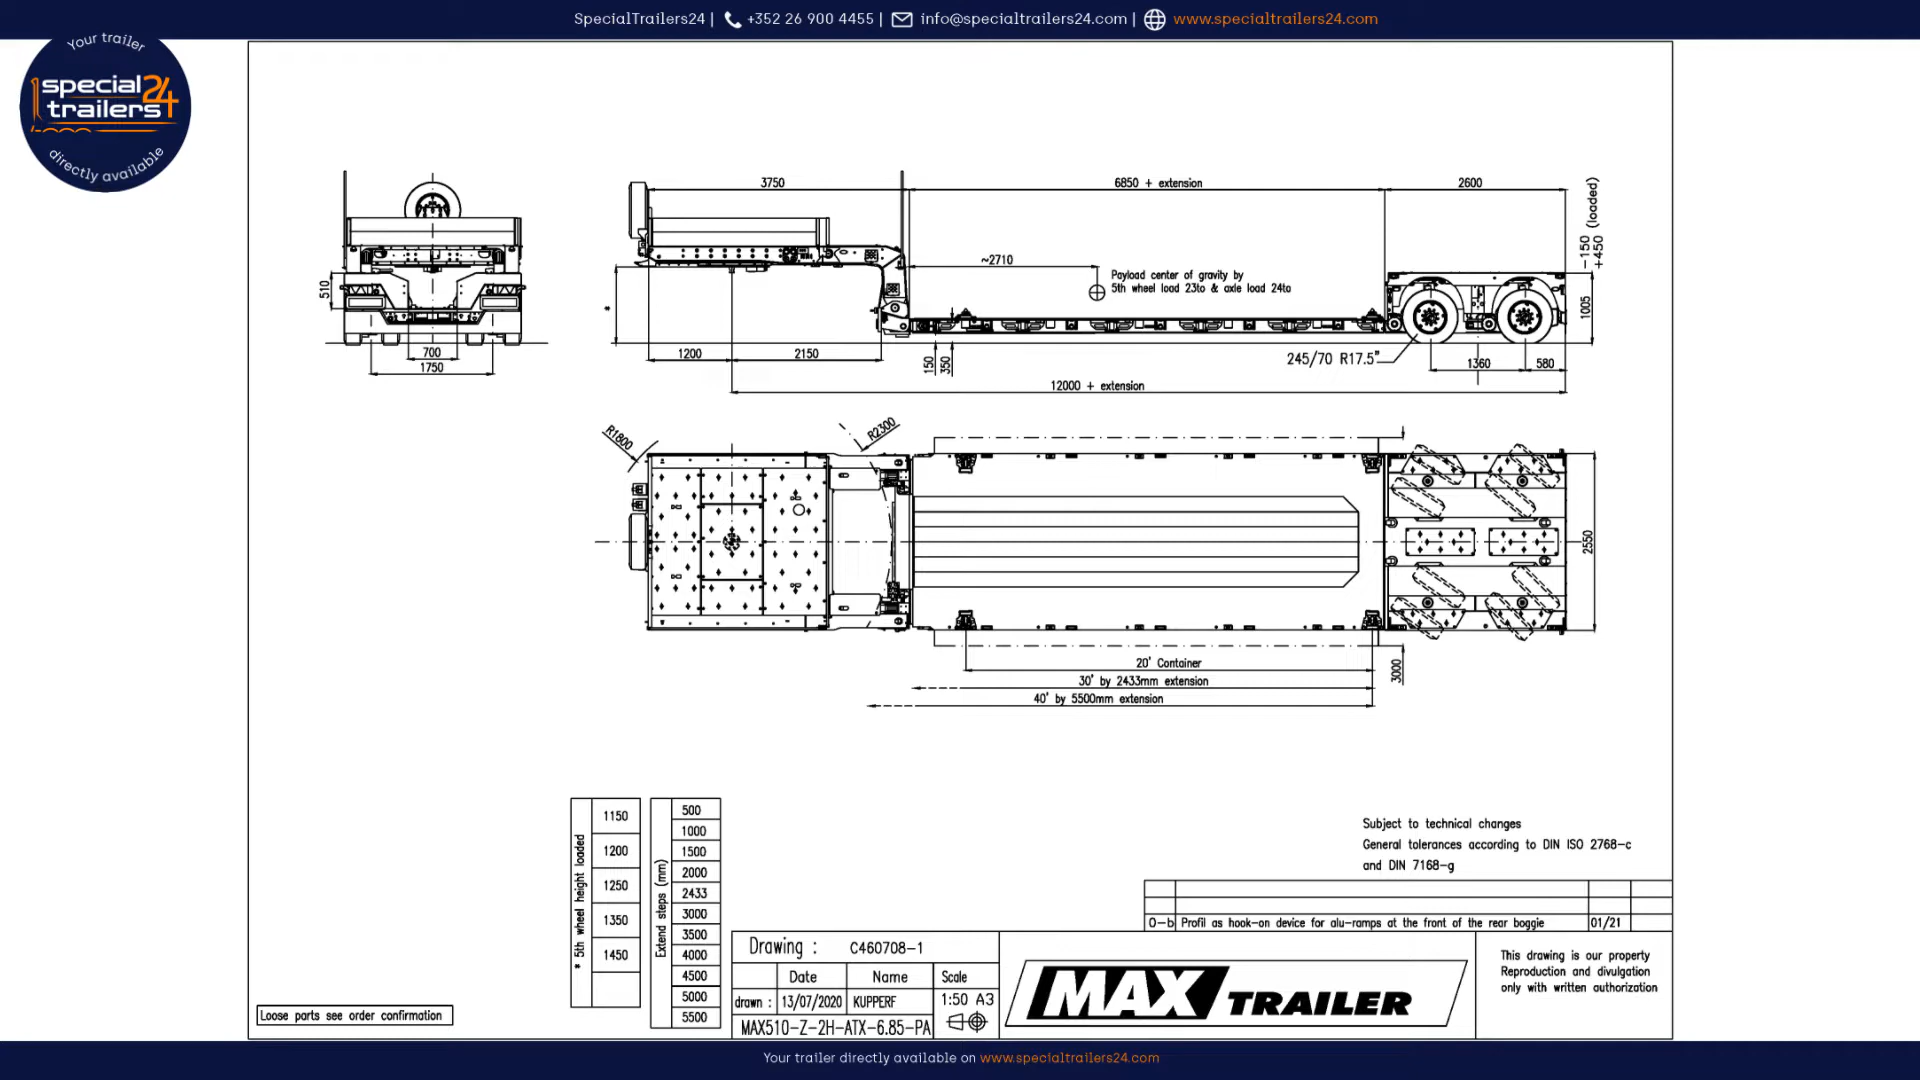 SpecialTrailers24 | +352 26 900 4455 | info@specialtrailers24.com | www.specialtrailers24.com
Your trailer
special24
trailers
directly available
3750
6850 + extension
2600
-150 (loaded)
+450
~2710
Payload center of gravity by
5th wheel load 23to & axle load 24to
510
*
1005
700
1750
1200
2150
150
350
245/70 R17.5"
1360
580
12000 + extension
R1800
R2300
2550
20' Container
30' by 2433mm extension
40' by 5500mm extension
3000
* 5th wheel height loaded
1150
1200
1250
1350
1450
Extend steps (mm)
500
1000
1500
2000
2433
3000
3500
4000
4500
5000
5500
Subject to technical changes
General tolerances according to DIN ISO 2768-c
and DIN 7168-g
0-b Profil as hook-on device for alu-ramps at the front of the rear boggie 01/21
Drawing : C460708-1
Date Name Scale
drawn : 13/07/2020 KUPPERF 1:50 A3
MAX510-Z-2H-ATX-6.85-PA
MAX TRAILER
This drawing is our property
Reproduction and divulgation
only with written authorization
Loose parts see order confirmation
Your trailer directly available on www.specialtrailers24.com